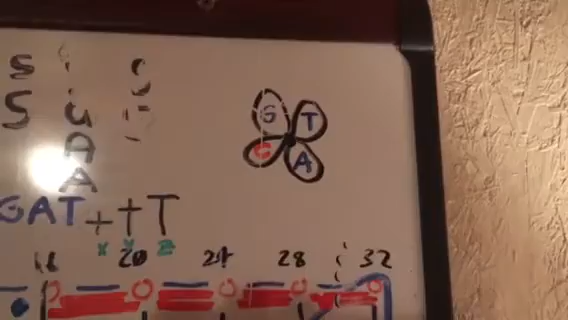 S
S
A
A
G T
C A
GAT++T
x Y Z
16 20 24 28 32